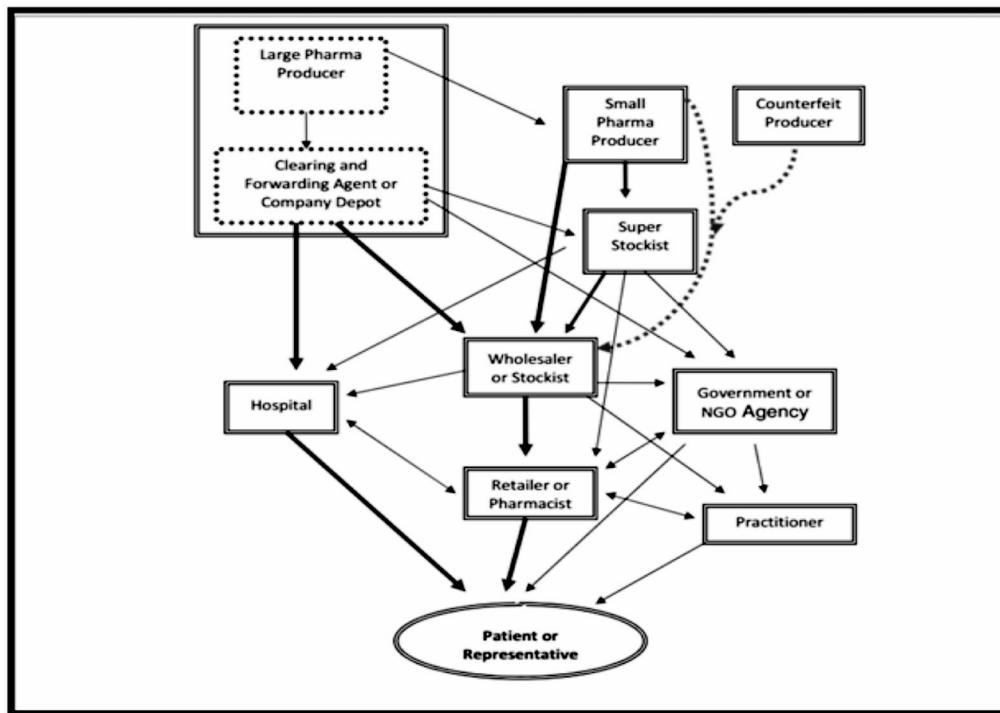 Large Pharma
Producer
Small
Pharma
Producer
Counterfeit
Producer
Clearing and
Forwarding Agent or
Company Depot
Super
Stockist
Wholesaler
or Stockist
Government or
NGO Agency
Hospital
Retailer or
Pharmacist
Practitioner
Patient or
Representative